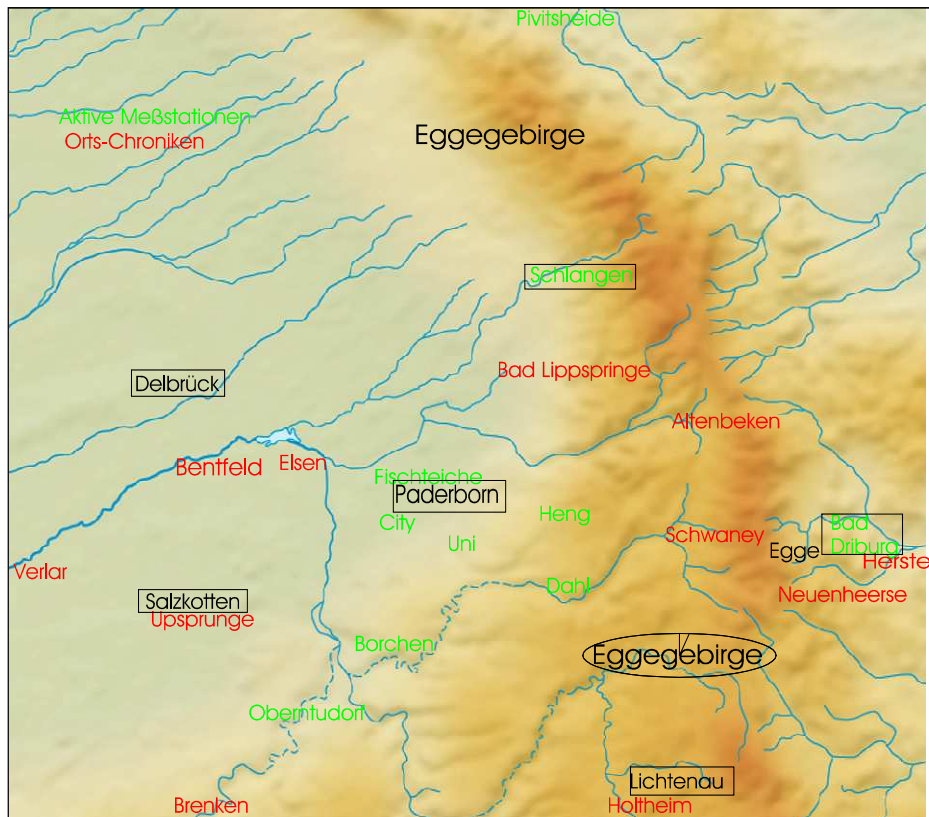 Pivitsheide
Aktive Meßstationen
Orts-Chroniken
Eggegebirge
Schlangen
Bad Lippspringe
Delbrück
Altenbeken
Bentfeld
Elsen
Fischteiche
Paderborn
City
Heng
Uni
Schwaney
Egge
Bad
Driburg
Herste
Verlar
Dahl
Neuenheerse
Salzkotten
Upsprunge
Borchen
Eggegebirge
Oberntudorf
Lichtenau
Brenken
Holtheim